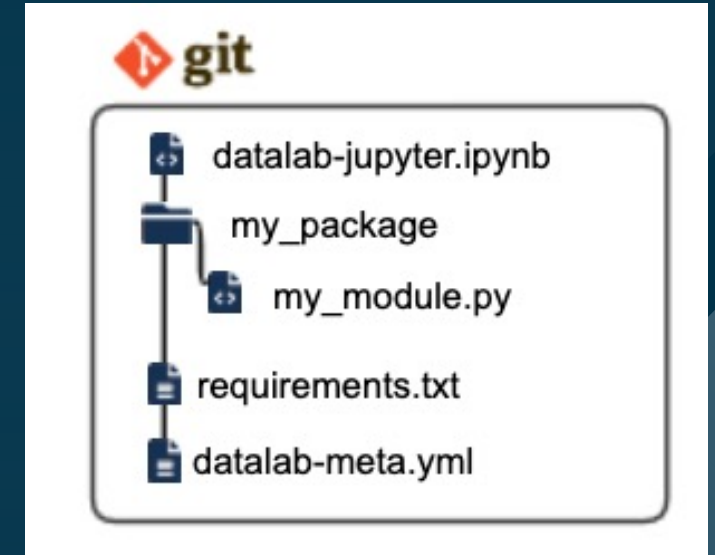 git
datalab-jupyter.ipynb
my_package
my_module.py
requirements.txt
datalab-meta.yml